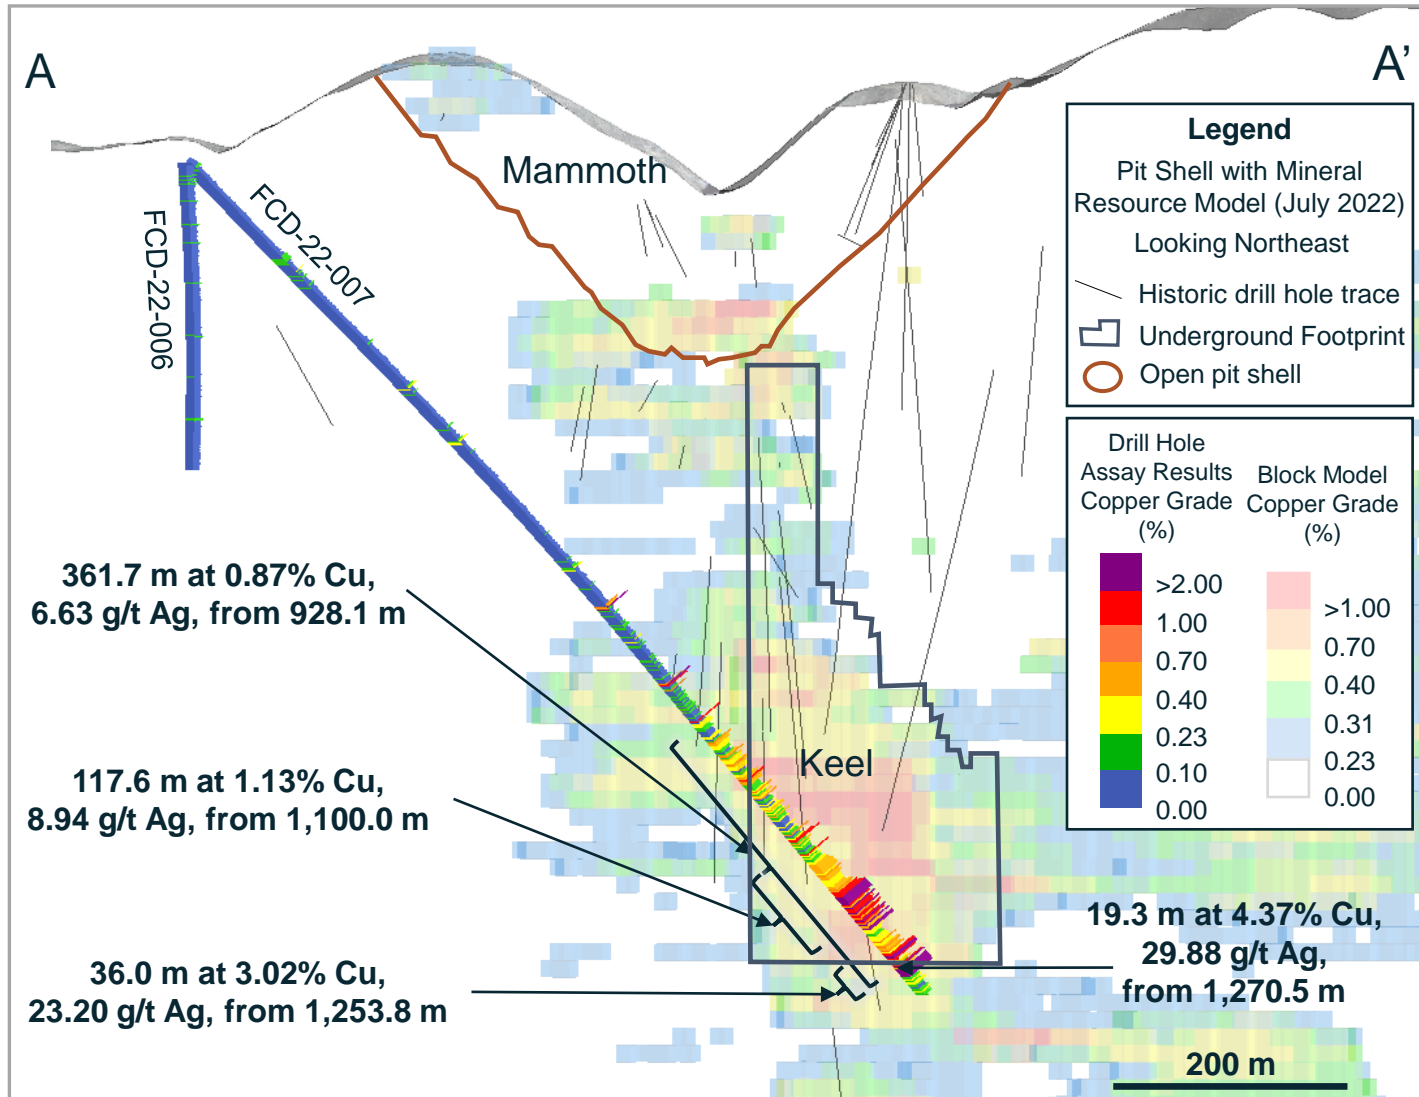 A
A’
Mammoth
FCD-22-006
FCD-22-007
Keel
361.7 m at 0.87% Cu,
6.63 g/t Ag, from 928.1 m
117.6 m at 1.13% Cu,
8.94 g/t Ag, from 1,100.0 m
36.0 m at 3.02% Cu,
23.20 g/t Ag, from 1,253.8 m
19.3 m at 4.37% Cu,
29.88 g/t Ag,
from 1,270.5 m
Legend
Pit Shell with Mineral
Resource Model (July 2022)
Looking Northeast
Historic drill hole trace
Underground Footprint
Open pit shell
Drill Hole
Assay Results
Copper Grade
(%)
>2.00
1.00
0.70
0.40
0.23
0.10
0.00
Block Model
Copper Grade
(%)
>1.00
0.70
0.40
0.31
0.23
0.00
200 m